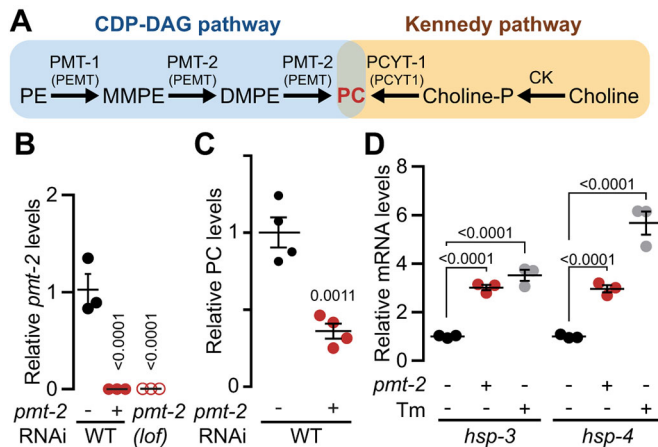 A
CDP-DAG pathway
Kennedy pathway
PMT-1 PMT-2 PMT-2 PCYT-1
(PEMT) (PEMT) (PEMT) (PCYT1) CK
PE MMPE DMPE PC Choline-P Choline
B
Relative pmt-2 levels
2
1
0
<0.0001
<0.0001
pmt-2 - + pmt-2
RNAi WT (lof)
C
Relative PC levels
1
0
0.0011
pmt-2 - +
RNAi WT
D
Relative mRNA levels
8
6
4
2
0
<0.0001
<0.0001
<0.0001
<0.0001
pmt-2 - + - - + -
Tm - - + - - +
hsp-3 hsp-4